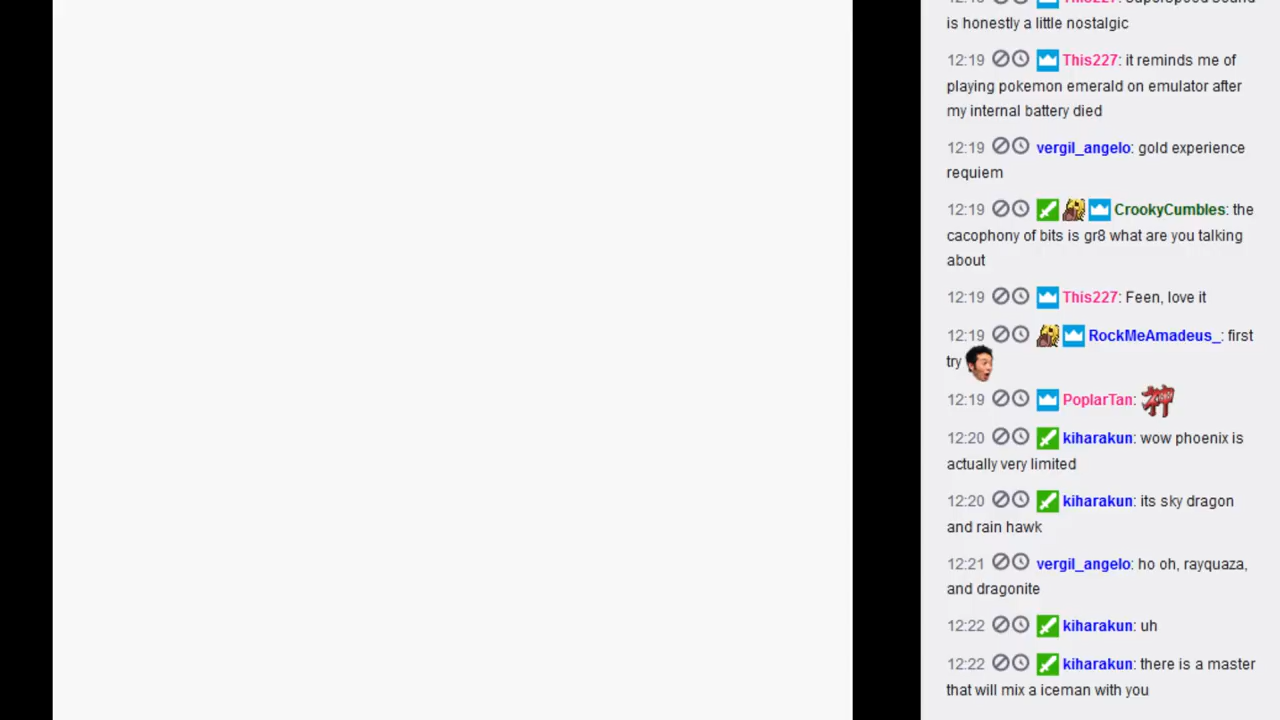 is honestly a little nostalgic
12:19 This227: it reminds me of
playing pokemon emerald on emulator after
my internal battery died
12:19 vergil_angelo: gold experience
requiem
12:19 CrookyCumbles: the
cacophony of bits is gr8 what are you talking
about
12:19 This227: Feen, love it
12:19 RockMeAmadeus_: first
try
12:19 PoplarTan: 神
12:20 kiharakun: wow phoenix is
actually very limited
12:20 kiharakun: its sky dragon
and rain hawk
12:21 vergil_angelo: ho oh, rayquaza,
and dragonite
12:22 kiharakun: uh
12:22 kiharakun: there is a master
that will mix a iceman with you